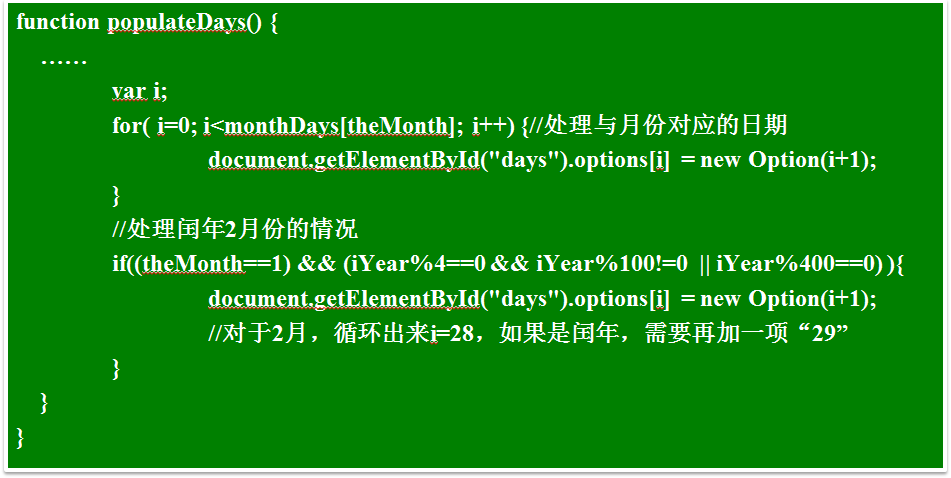 function populateDays() {
……
var i;
for( i=0; i<monthDays[theMonth]; i++) {//处理与月份对应的日期
document.getElementById("days").options[i] = new Option(i+1);
}
//处理闰年2月份的情况
if((theMonth==1) && (iYear%4==0 && iYear%100!=0 || iYear%400==0) ){
document.getElementById("days").options[i] = new Option(i+1);
//对于2月，循环出来i=28，如果是闰年，需要再加一项“29”
}
}
}